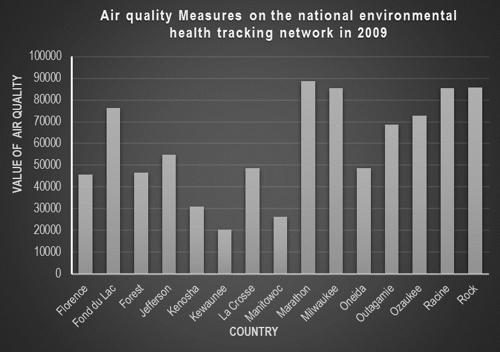 Air quality Measures on the national environmental
health tracking network in 2009
VALUE OF AIR QUALITY
100000
90000
80000
70000
60000
50000
40000
30000
20000
10000
0
Florence
Fond du Lac
Forest
Jefferson
Kenosha
Kewaunee
La Crosse
Manitowoc
Marathon
Milwaukee
Oneida
Outagamie
Ozaukee
Racine
Rock
COUNTRY